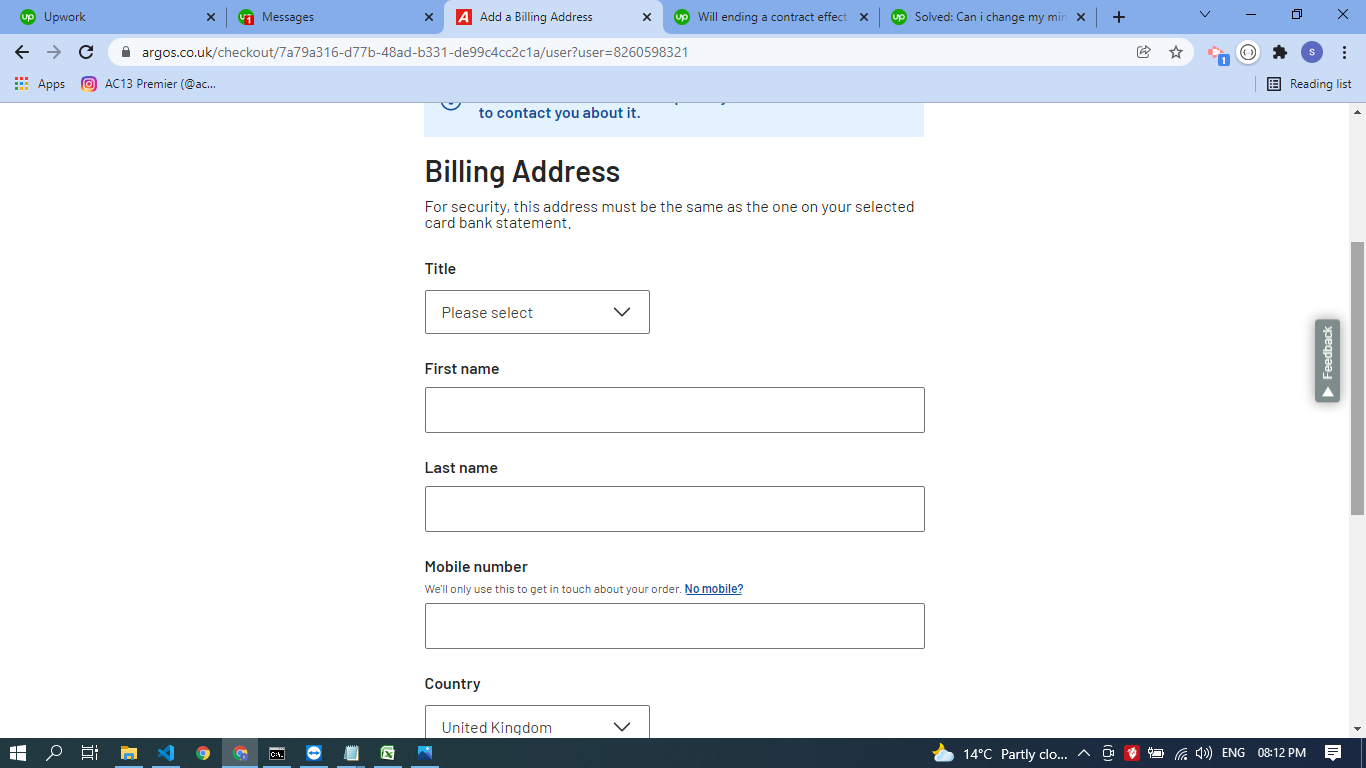 Upwork
Messages
Add a Billing Address
Will ending a contract effect
Solved: Can i change my min
argos.co.uk/checkout/7a79a316-d77b-48ad-b331-de99c4cc2c1a/user?user=8260598321
Apps
AC13 Premier (@ac...
Reading list
to contact you about it.
Billing Address
For security, this address must be the same as the one on your selected
card bank statement.
Title
Please select
First name
Last name
Mobile number
We'll only use this to get in touch about your order. No mobile?
Country
United Kingdom
Feedback
14°C Partly clo...
ENG
08:12 PM